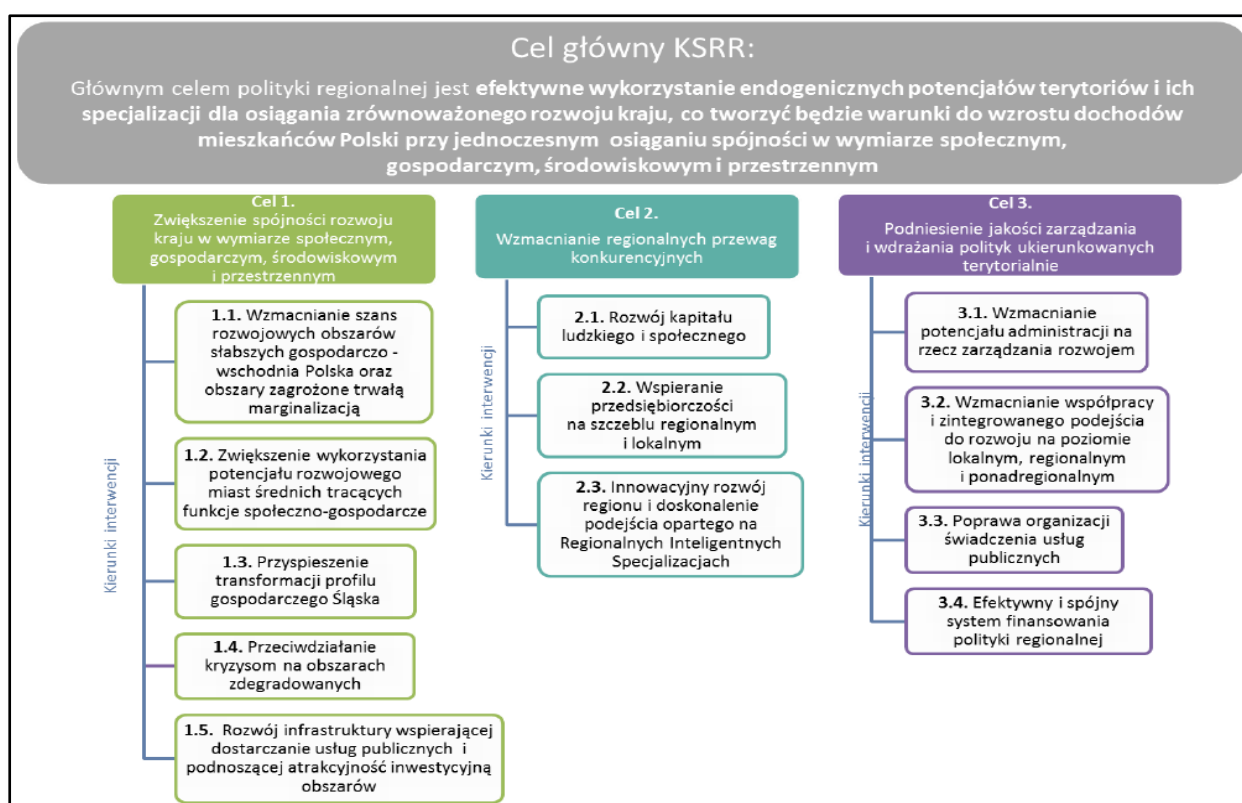 Cel główny KSRR:
Głównym celem polityki regionalnej jest efektywne wykorzystanie endogenicznych potencjałów terytoriów i ich
specjalizacji dla osiągania zrównoważonego rozwoju kraju, co tworzyć będzie warunki do wzrostu dochodów
mieszkańców Polski przy jednoczesnym osiąganiu spójności w wymiarze społecznym,
gospodarczym, środowiskowym i przestrzennym
Cel 1.
Zwiększenie spójności rozwoju
kraju w wymiarze społecznym,
gospodarczym, środowiskowym
i przestrzennym
Kierunki interwencji
1.1. Wzmacnianie szans
rozwojowych obszarów
słabszych gospodarczo -
wschodnia Polska oraz
obszary zagrożone trwałą
marginalizacją
1.2. Zwiększenie wykorzystania
potencjału rozwojowego
miast średnich tracących
funkcje społeczno-gospodarcze
1.3. Przyspieszenie
transformacji profilu
gospodarczego Śląska
1.4. Przeciwdziałanie
kryzysom na obszarach
zdegradowanych
1.5. Rozwój infrastruktury wspierającej
dostarczanie usług publicznych i
podnoszącej atrakcyjność inwestycyjną
obszarów
Cel 2.
Wzmacnianie regionalnych przewag
konkurencyjnych
Kierunki interwencji
2.1. Rozwój kapitału
ludzkiego i społecznego
2.2. Wspieranie
przedsiębiorczości
na szczeblu regionalnym
i lokalnym
2.3. Innowacyjny rozwój
regionu i doskonalenie
podejścia opartego na
Regionalnych Inteligentnych
Specjalizacjach
Cel 3.
Podniesienie jakości zarządzania
i wdrażania polityk ukierunkowanych
terytorialnie
Kierunki interwencji
3.1. Wzmacnianie
potencjału administracji na
rzecz zarządzania rozwojem
3.2. Wzmacnianie współpracy
i zintegrowanego podejścia
do rozwoju na poziomie
lokalnym, regionalnym
i ponadregionalnym
3.3. Poprawa organizacji
świadczenia usług
publicznych
3.4. Efektywny i spójny
system finansowania
polityki regionalnej